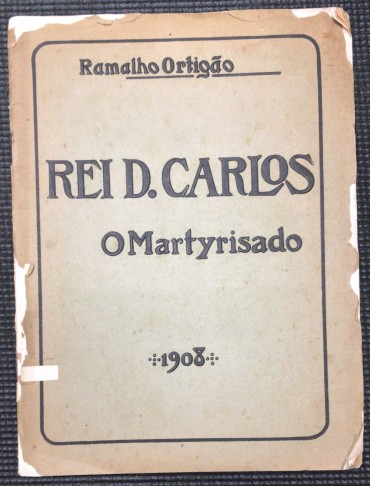 Ramalho Ortigão
REI D. CARLOS
O Martyrisado
1908